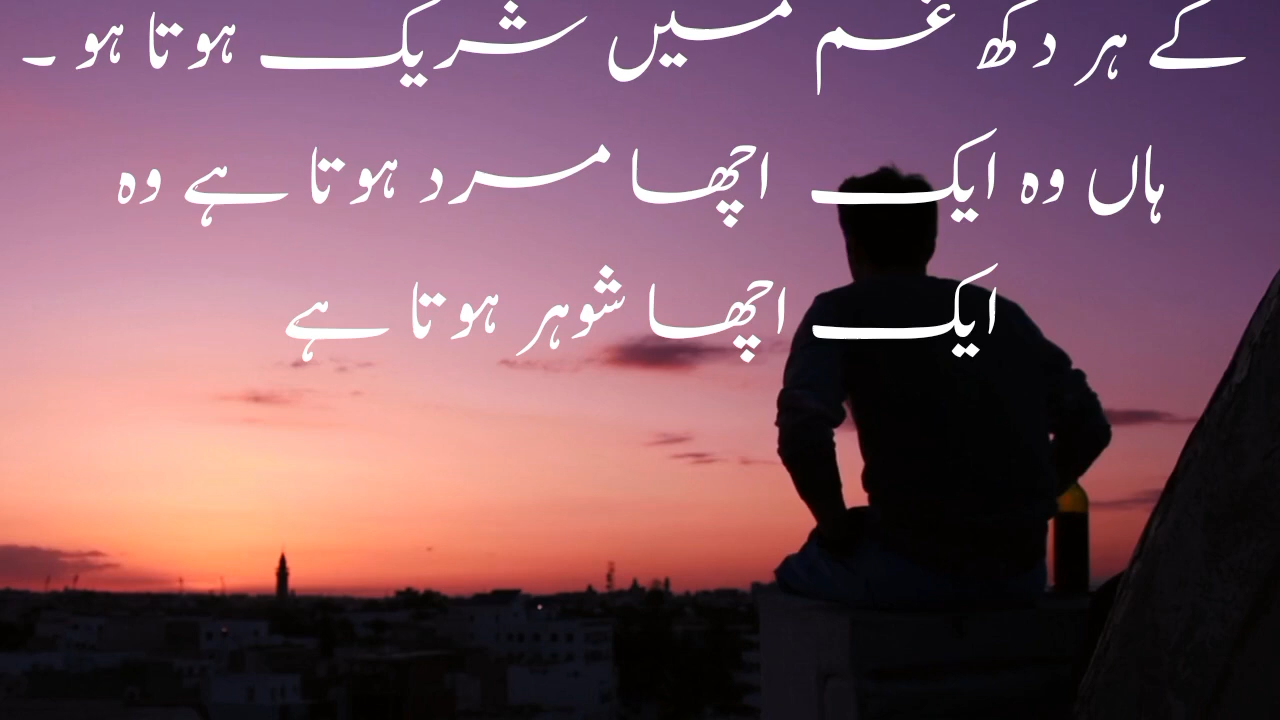 کے ہر دکھ غم میں شریک ہوتا ہو ۔
ہاں وہ ایک اچھا مرد ہوتا ہے وہ
ایک اچھا شوہر ہوتا ہے